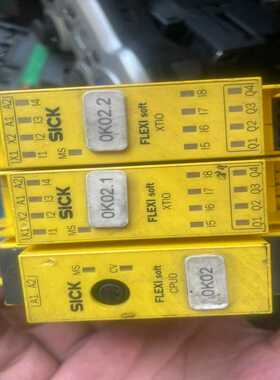 X1 X2 A1 A2
I1 I2 I3 I4
MS
SICK
0K02.2
FLEXI soft
XTIO
I5 I6 I7 I8
Q1 Q2 Q3 Q4
X1 X2 A1 A2
I1 I2 I3 I4
MS
SICK
0K02.1
FLEXI soft
XTIO
I5 I6 I7 I8
Q1 Q2 Q3 Q4
A1 A2
SICK
MS CV
FLEXI soft
CPU0
0K02